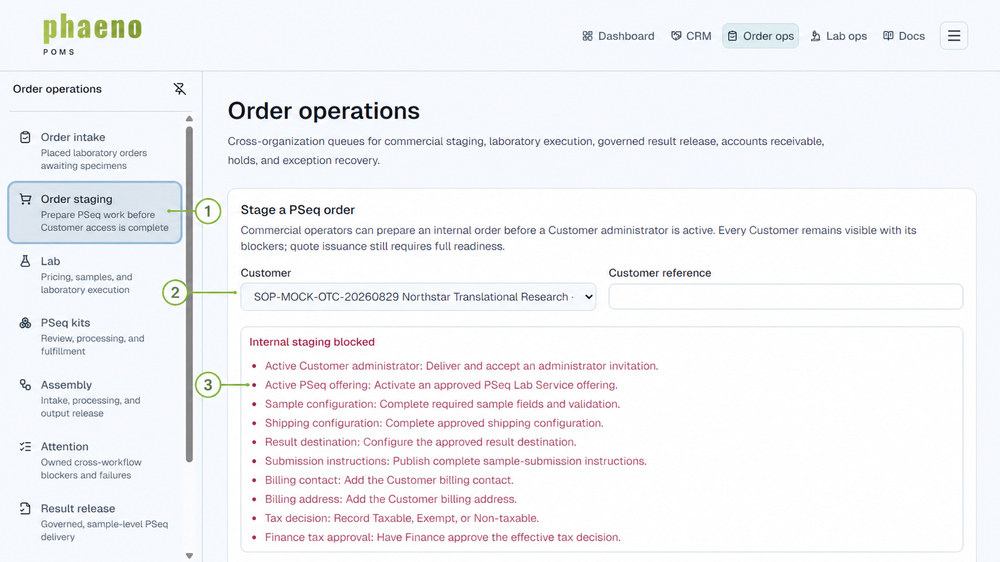 phaeno
POMS
Dashboard
CRM
Order ops
Lab ops
Docs
Order operations
Order intake
Placed laboratory orders
awaiting specimens
Order staging
Prepare PSeq work before
Customer access is complete
1
Lab
Pricing, samples, and
laboratory execution
2
PSeq kits
Review, processing, and
fulfillment
Assembly
Intake, processing, and
output release
3
Attention
Owned cross-workflow
blockers and failures
Result release
Governed, sample-level PSeq
delivery
Order operations
Cross-organization queues for commercial staging, laboratory execution, governed result release, accounts receivable,
holds, and exception recovery.
Stage a PSeq order
Commercial operators can prepare an internal order before a Customer administrator is active. Every Customer remains visible with its
blockers; quote issuance still requires full readiness.
Customer
SOP-MOCK-OTC-20260829 Northstar Translational Research ·
Customer reference
Internal staging blocked
• Active Customer administrator: Deliver and accept an administrator invitation.
• Active PSeq offering: Activate an approved PSeq Lab Service offering.
• Sample configuration: Complete required sample fields and validation.
• Shipping configuration: Complete approved shipping configuration.
• Result destination: Configure the approved result destination.
• Submission instructions: Publish complete sample-submission instructions.
• Billing contact: Add the Customer billing contact.
• Billing address: Add the Customer billing address.
• Tax decision: Record Taxable, Exempt, or Non-taxable.
• Finance tax approval: Have Finance approve the effective tax decision.